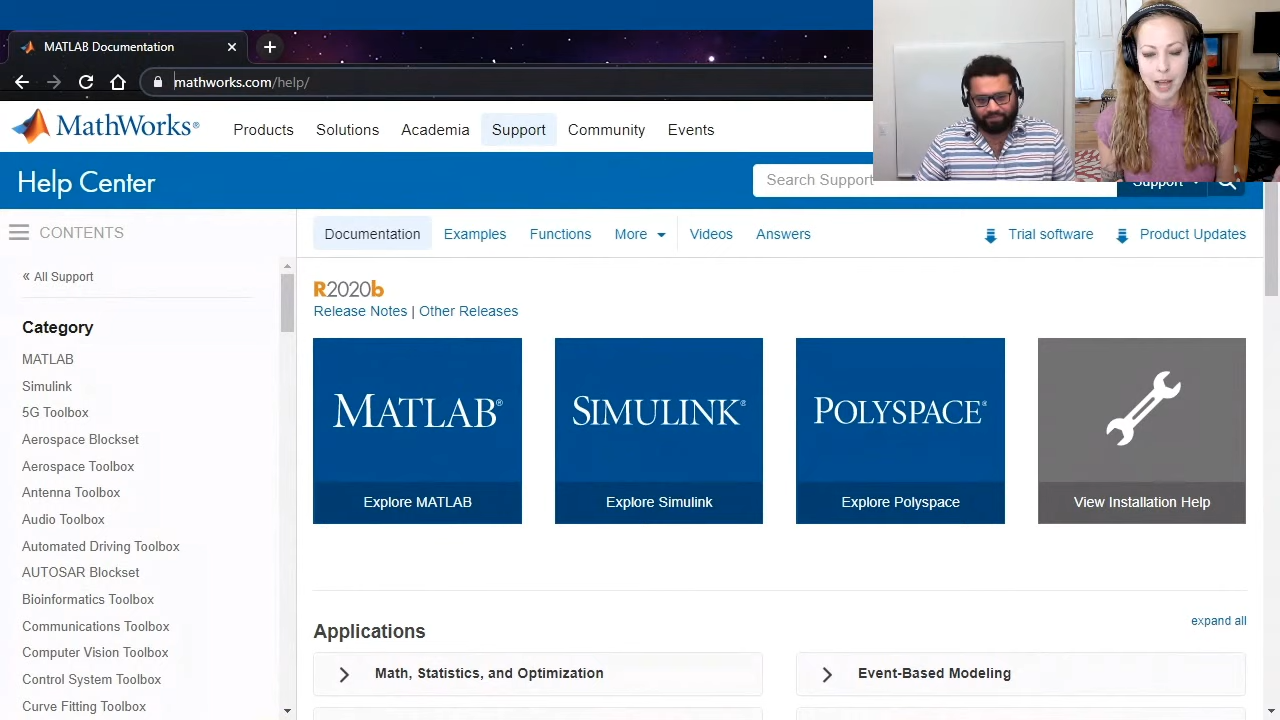 MATLAB Documentation
mathworks.com/help/
MathWorks®
Products Solutions Academia Support Community Events
Help Center
Search Support
Support
CONTENTS
Documentation Examples Functions More Videos Answers Trial software Product Updates
« All Support
R2020b
Release Notes | Other Releases
Category
MATLAB
Simulink
5G Toolbox
Aerospace Blockset
Aerospace Toolbox
Antenna Toolbox
Audio Toolbox
Automated Driving Toolbox
AUTOSAR Blockset
Bioinformatics Toolbox
Communications Toolbox
Computer Vision Toolbox
Control System Toolbox
Curve Fitting Toolbox
MATLAB®
Explore MATLAB
SIMULINK®
Explore Simulink
POLYSPACE®
Explore Polyspace
View Installation Help
Applications
expand all
Math, Statistics, and Optimization
Event-Based Modeling